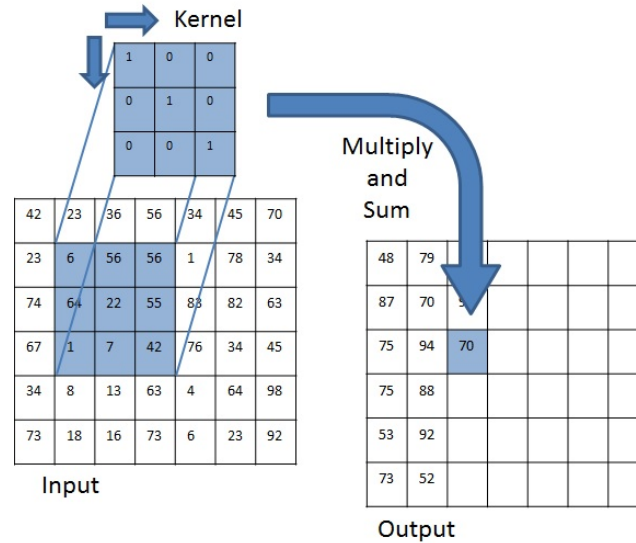 Kernel
1 0 0
0 1 0
0 0 1
Multiply
and
Sum
42 23 36 56 34 45 70
23 6 56 56 1 78 34
74 64 22 55 83 82 63
67 1 7 42 76 34 45
34 8 13 63 4 64 98
73 18 16 73 6 23 92
Input
48 79
87 70
75 94 70
75 88
53 92
73 52
Output